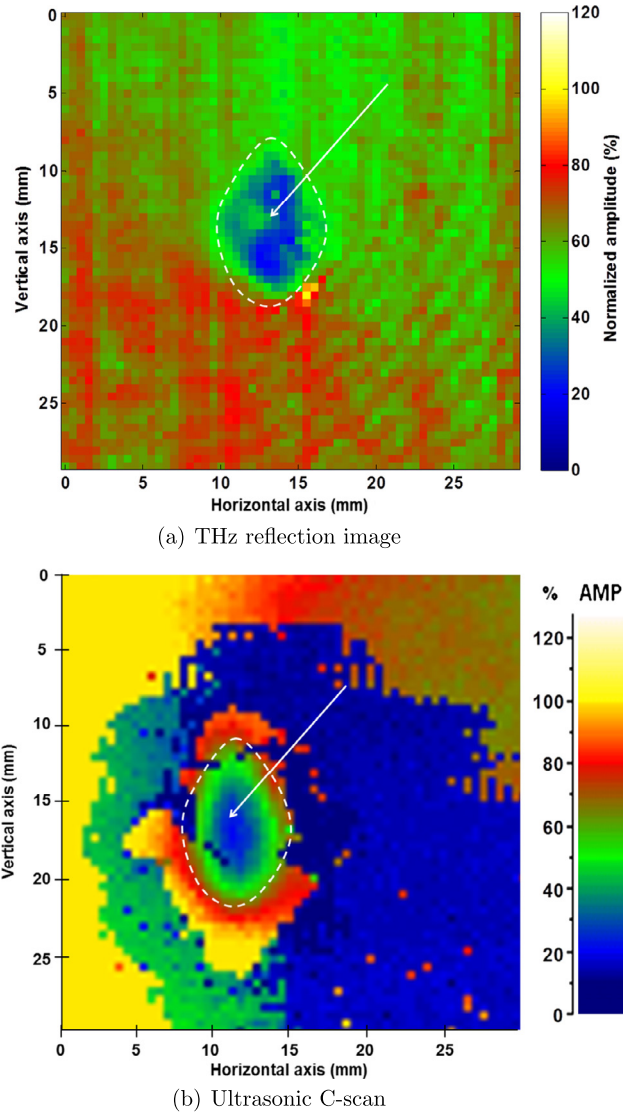 0
5
10
15
20
25
Vertical axis (mm)
0 5 10 15 20 25
Horizontal axis (mm)
120
100
80
60
40
20
0
Normalized amplitude (%)
(a) THz reflection image
0
5
10
15
20
25
Vertical axis (mm)
0 5 10 15 20 25
Horizontal axis (mm)
% AMP
120
100
80
60
40
20
0
(b) Ultrasonic C-scan